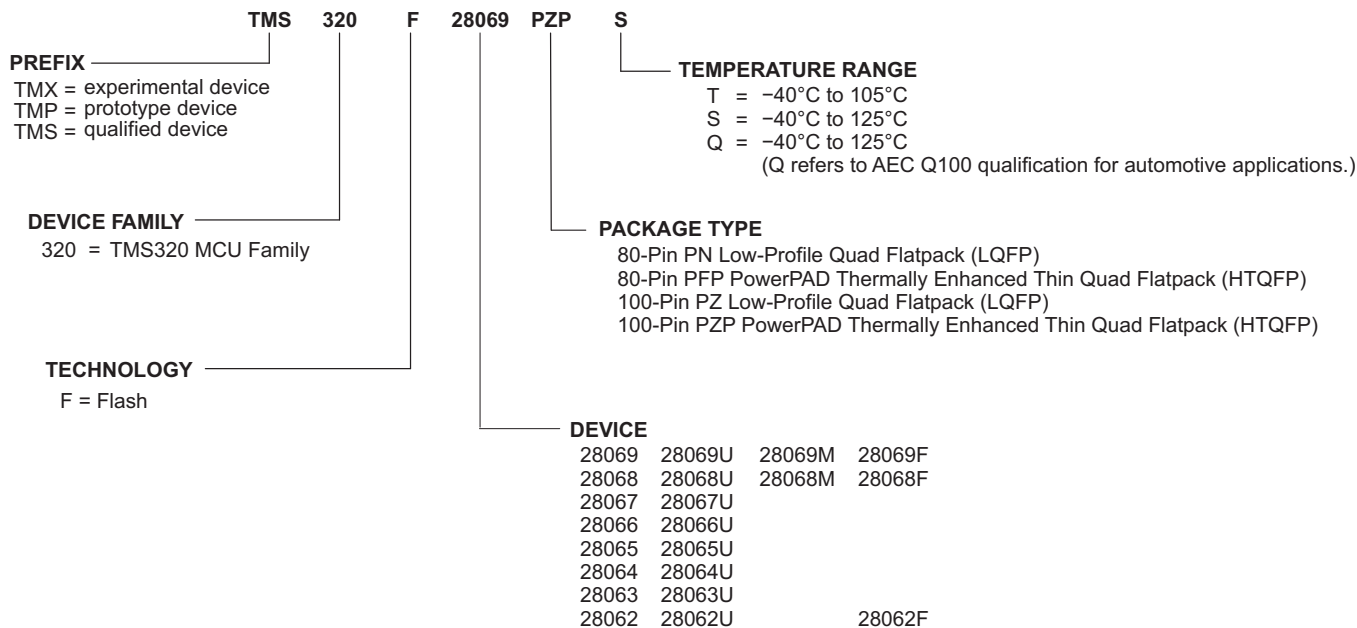 TMS 320 F 28069 PZP S
PREFIX
TMX = experimental device
TMP = prototype device
TMS = qualified device
TEMPERATURE RANGE
T = −40°C to 105°C
S = −40°C to 125°C
Q = −40°C to 125°C
(Q refers to AEC Q100 qualification for automotive applications.)
DEVICE FAMILY
320 = TMS320 MCU Family
PACKAGE TYPE
80-Pin PN Low-Profile Quad Flatpack (LQFP)
80-Pin PFP PowerPAD Thermally Enhanced Thin Quad Flatpack (HTQFP)
100-Pin PZ Low-Profile Quad Flatpack (LQFP)
100-Pin PZP PowerPAD Thermally Enhanced Thin Quad Flatpack (HTQFP)
TECHNOLOGY
F = Flash
DEVICE
28069 28069U 28069M 28069F
28068 28068U 28068M 28068F
28067 28067U
28066 28066U
28065 28065U
28064 28064U
28063 28063U
28062 28062U 28062F